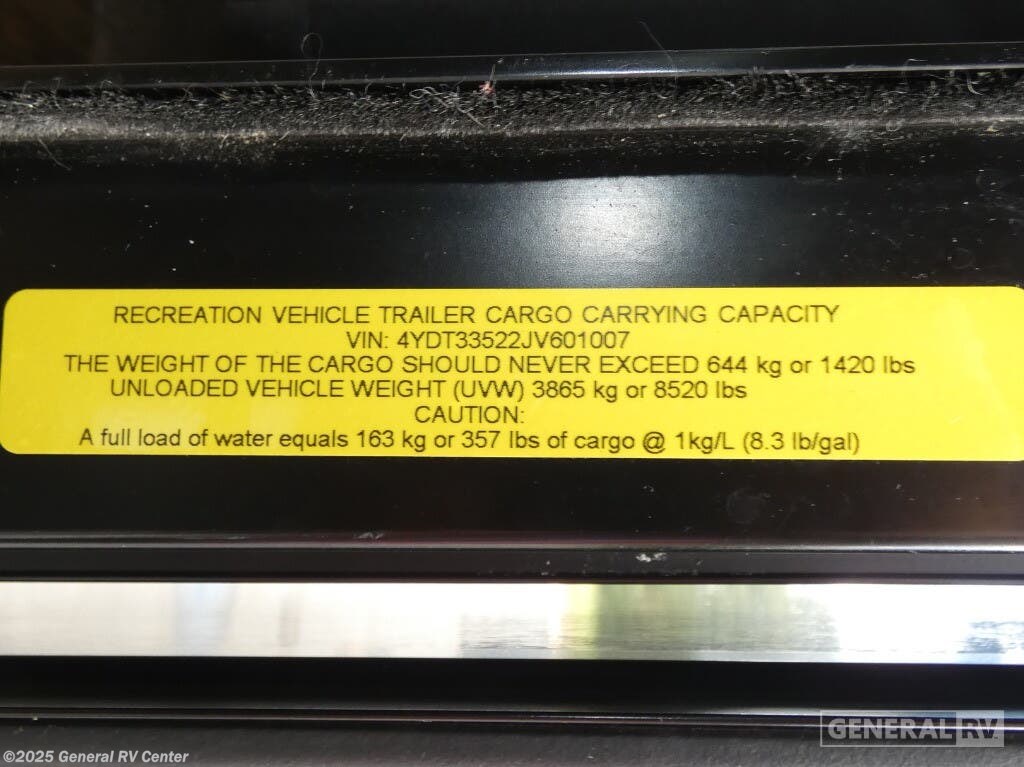 RECREATION VEHICLE TRAILER CARGO CARRYING CAPACITY
VIN: 4YDT33522JV601007
THE WEIGHT OF THE CARGO SHOULD NEVER EXCEED 644 kg or 1420 lbs
UNLOADED VEHICLE WEIGHT (UVW) 3865 kg or 8520 lbs
CAUTION:
A full load of water equals 163 kg or 357 lbs of cargo @ 1kg/L (8.3 lb/gal)
GENERAL RV
©2025 General RV Center